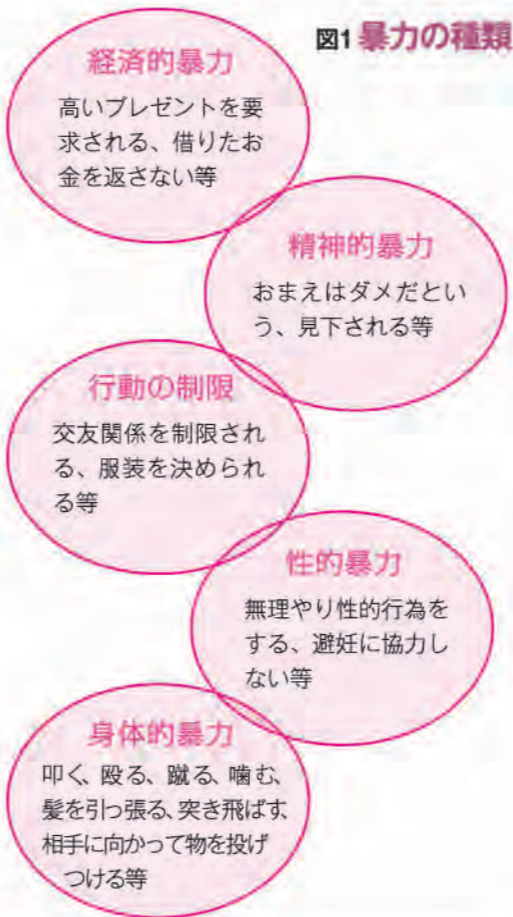 図1 暴力の種類
経済的暴力
高いプレゼントを要
求される、借りたお
金を返さない等
精神的暴力
おまえはダメだとい
う、見下される等
行動の制限
交友関係を制限され
る、服装を決められ
る等
性的暴力
無理やり性的行為を
する、避妊に協力し
ない等
身体的暴力
叩く、殴る、蹴る、噛む、
髪を引っ張る、突き飛ばす、
相手に向かって物を投げ
つける等